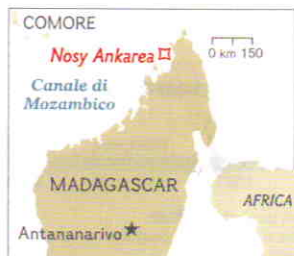 COMORE
Nosy Ankarea
0 km 150
Canale di
Mozambico
MADAGASCAR
AFRICA
Antananarivo